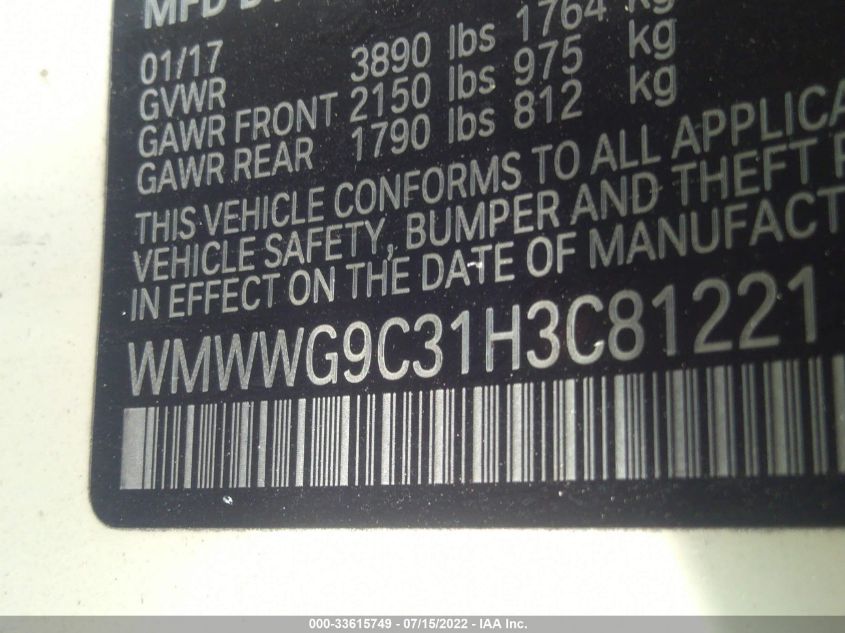 MFD
01/17
GVWR 3890 lbs 1764 kg
GAWR FRONT 2150 lbs 975 kg
GAWR REAR 1790 lbs 812 kg
THIS VEHICLE CONFORMS TO ALL
VEHICLE SAFETY, BUMPER AND THEFT
IN EFFECT ON THE DATE OF
WMWWG9C31H3C81221
000-33615749 - 07/15/2022 - IAA Inc.